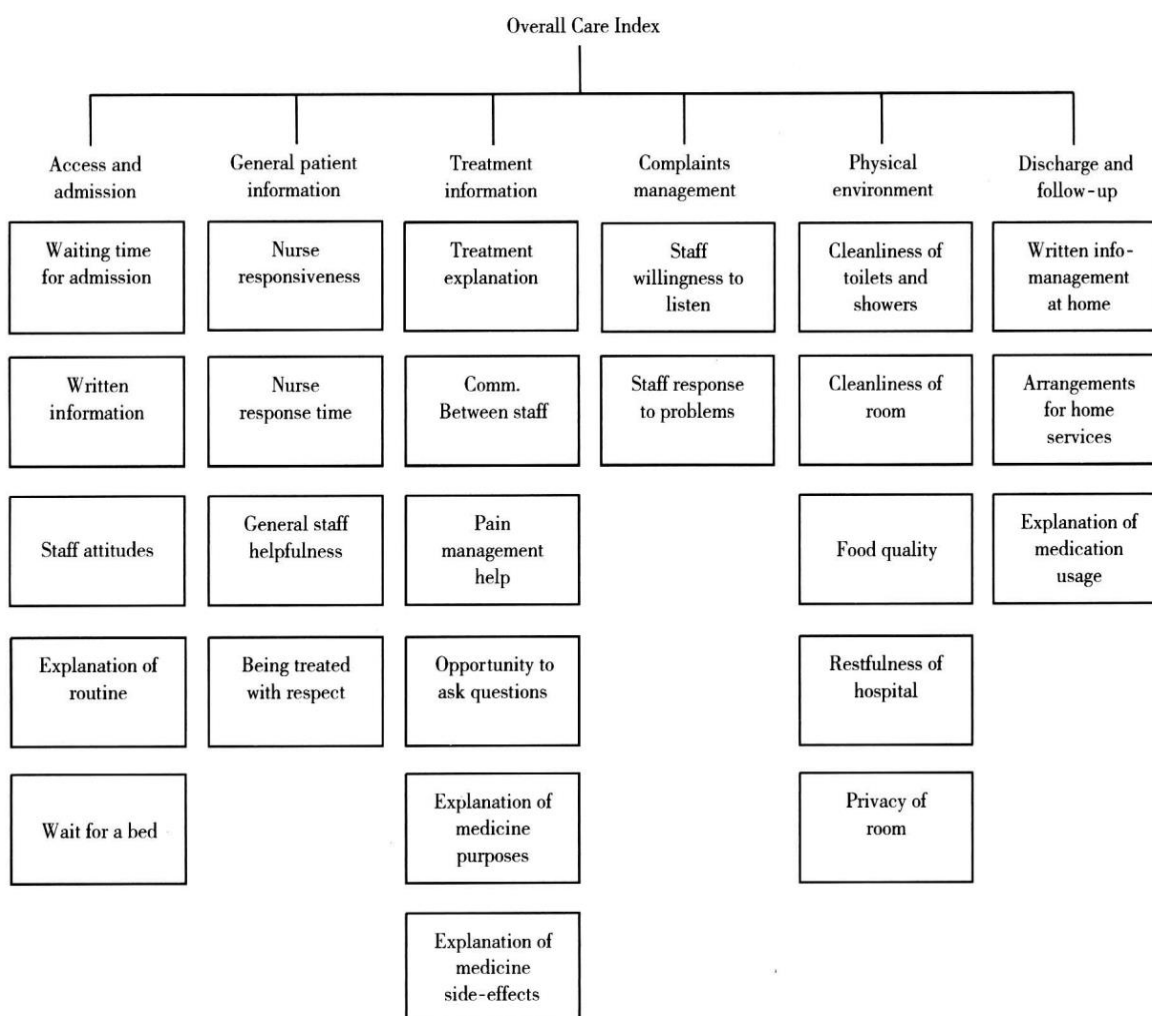 Overall Care Index
Access and
admission
General patient
information
Treatment
information
Complaints
management
Physical
environment
Discharge and
follow-up
Waiting time
for admission
Nurse
responsiveness
Treatment
explanation
Staff
willingness to
listen
Cleanliness of
toilets and
showers
Written info-
management
at home
Written
information
Nurse
response time
Comm.
Between staff
Staff response
to problems
Cleanliness of
room
Arrangements
for home
services
Staff attitudes
General staff
helpfulness
Pain
management
help
Food quality
Explanation of
medication
usage
Explanation of
routine
Being treated
with respect
Opportunity to
ask questions
Restfulness of
hospital
Wait for a bed
Explanation of
medicine
purposes
Privacy of
room
Explanation of
medicine
side-effects